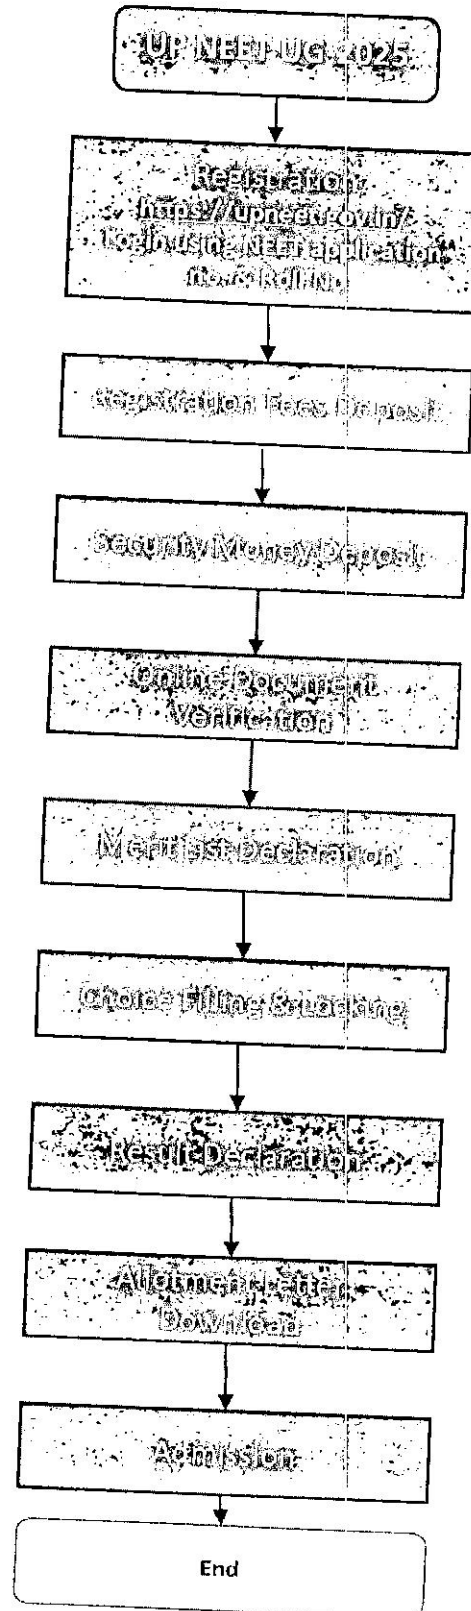 UP NEET-UG-2025
Registration
https://upneet.gov.in/
Login using NEET application
no. & Roll No
Registration Fees Deposit
Security Money Deposit
Online Document
Verification
Merit List Declaration
Choice Filling & Locking
Result Declaration
Allotment Letter
Download
Admission
End